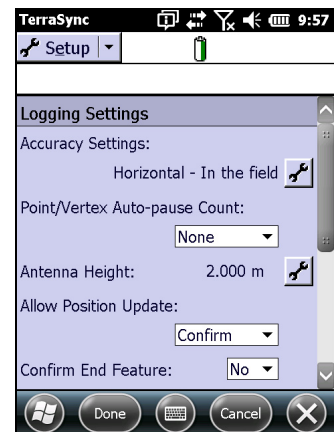 TerraSync 9:57
Setup
Logging Settings
Accuracy Settings:
Horizontal - In the field
Point/Vertex Auto-pause Count:
None
Antenna Height: 2.000 m
Allow Position Update:
Confirm
Confirm End Feature: No
Done Cancel